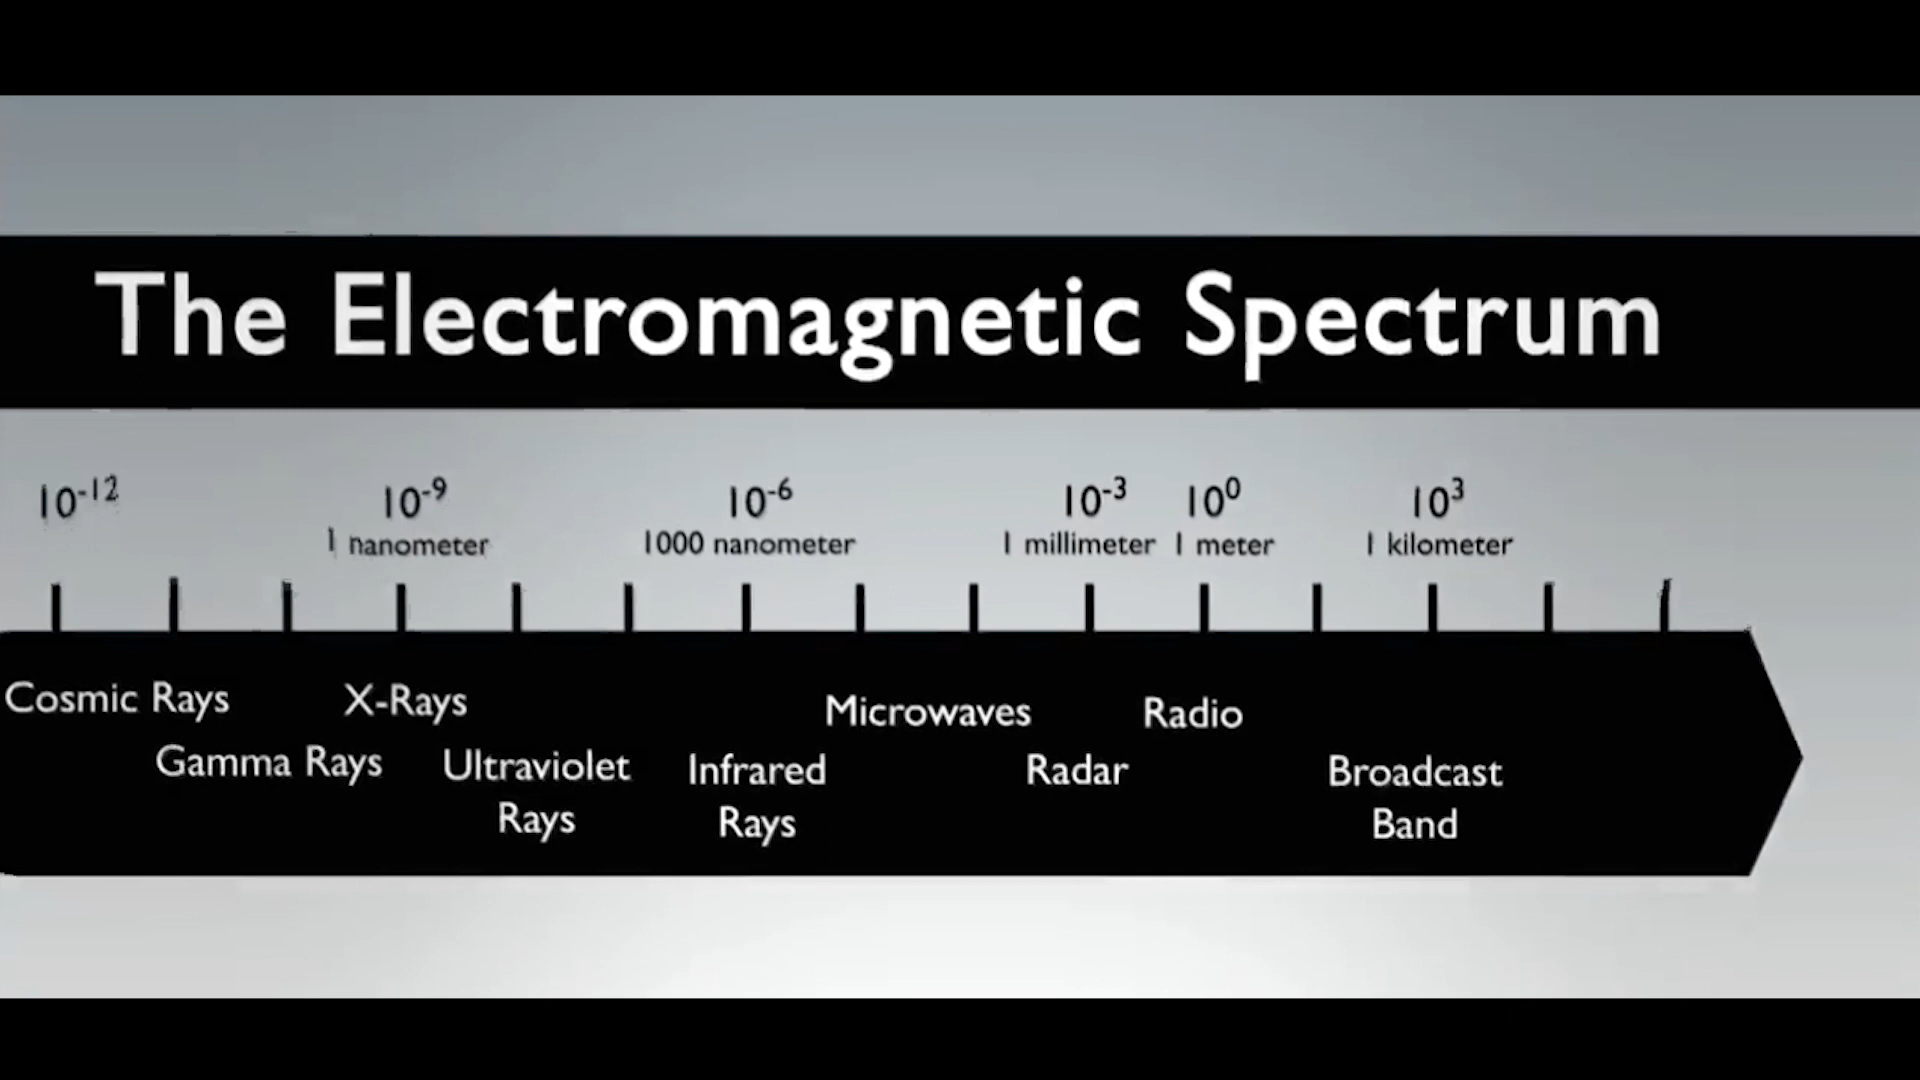 The Electromagnetic Spectrum
10⁻¹² 10⁻⁹ 10⁻⁶ 10⁻³ 10⁰ 10³
1 nanometer 1000 nanometer 1 millimeter 1 meter 1 kilometer
Cosmic Rays X-Rays Microwaves Radio
Gamma Rays Ultraviolet Infrared Radar Broadcast
Rays Rays Band